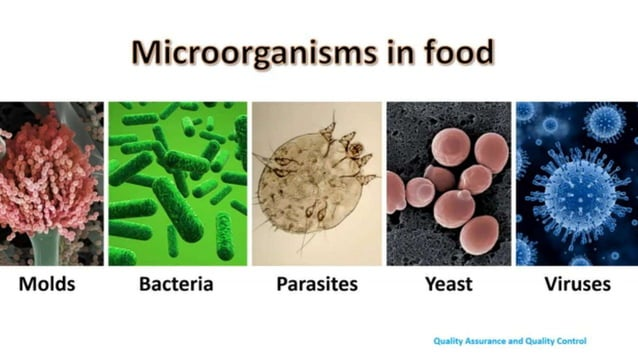 Microorganisms in food
Molds Bacteria Parasites Yeast Viruses
Quality Assurance and Quality Control